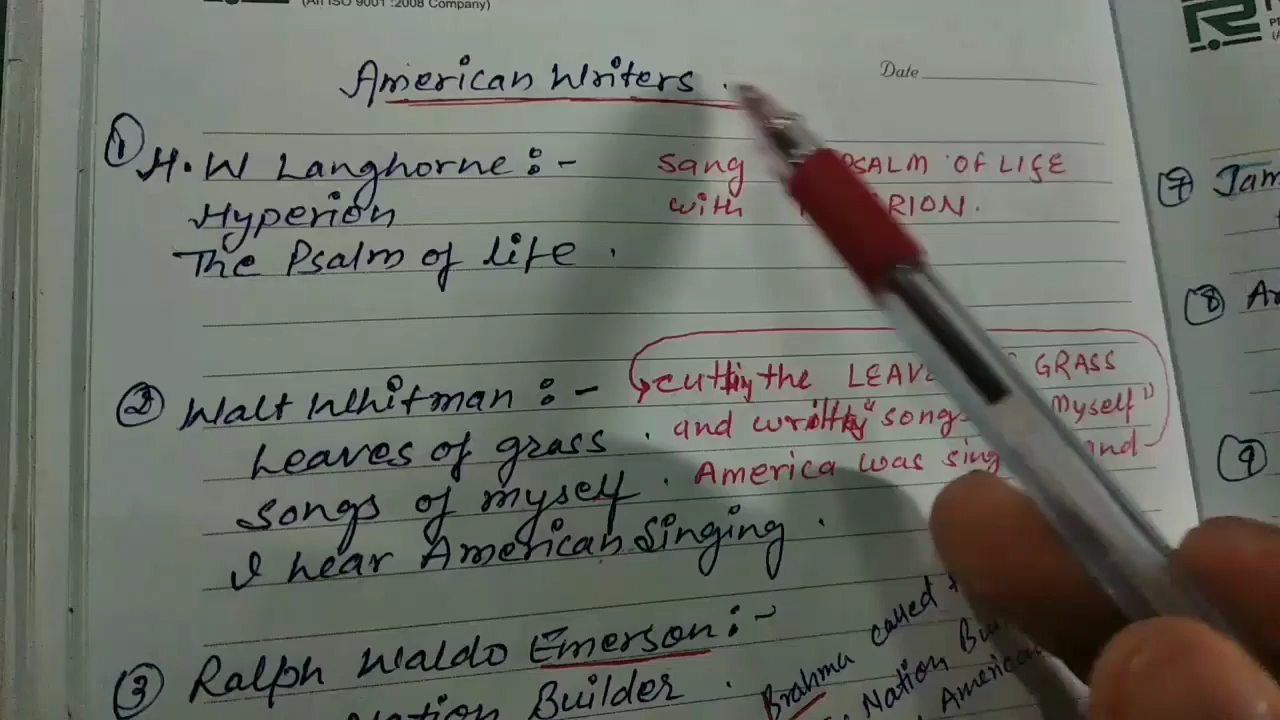 (An ISO 9001 :2008 Company)
Date
American Writers.
① H.W Langhorne :- Sang PSALM OF LIFE
Hyperion with RION.
The Psalm of life.
② Walt Whitman :- cutting the LEAVE GRASS
Leaves of grass. and "song Myself"
songs of myself. America was sing and
I hear American Singing.
③ Ralph Waldo Emerson :-
Nation Builder. Brahma called
Nation Bui
American
⑦ Jam
⑧ Ar
⑨